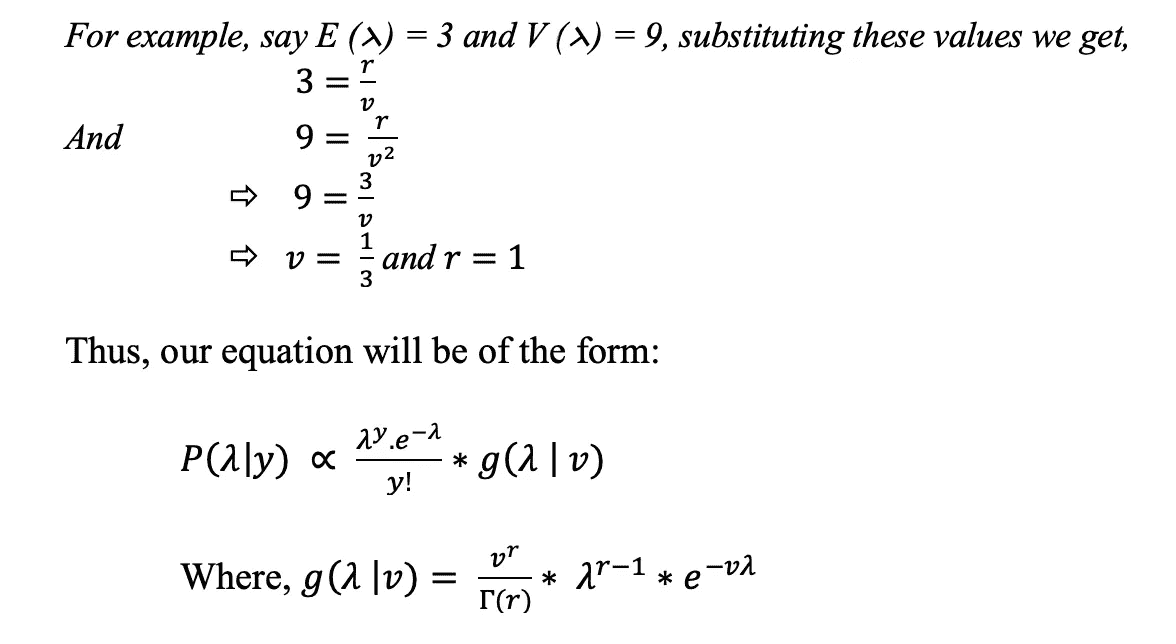 For example, say E (λ) = 3 and V (λ) = 9, substituting these values we get,
3 = r/v
And 9 = r/v²
⇨ 9 = 3/v
⇨ v = 1/3 and r = 1
Thus, our equation will be of the form:
P(λ|y) ∝ λ^y.e^−λ / y! * g(λ | v)
Where, g(λ |v) = v^r / Γ(r) * λ^r−1 * e^−vλ